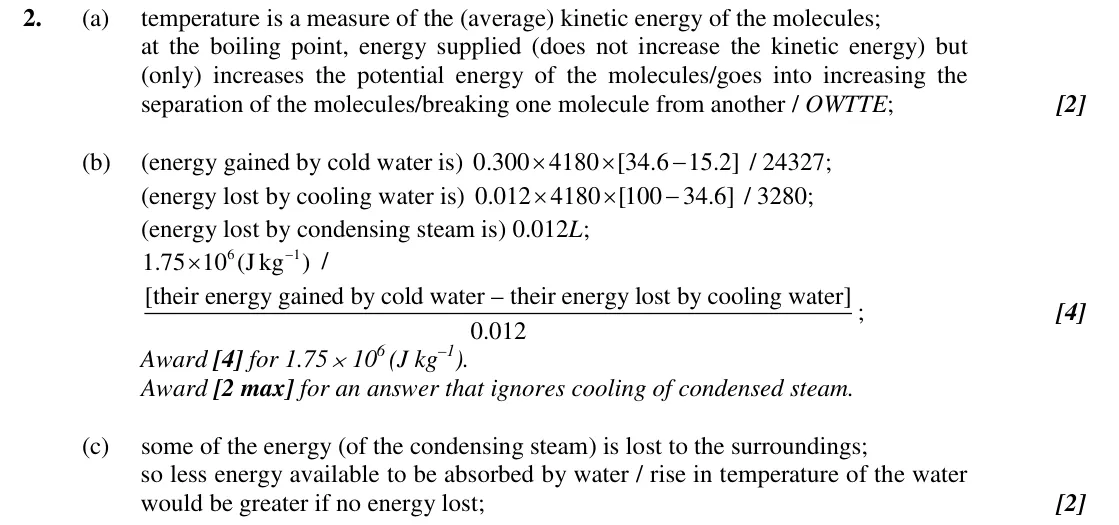 2. (a) temperature is a measure of the (average) kinetic energy of the molecules;
at the boiling point, energy supplied (does not increase the kinetic energy) but
(only) increases the potential energy of the molecules/goes into increasing the
separation of the molecules/breaking one molecule from another / OWTTE; [2]
(b) (energy gained by cold water is) 0.300×4180×[34.6−15.2] / 24327;
(energy lost by cooling water is) 0.012×4180×[100−34.6] / 3280;
(energy lost by condensing steam is) 0.012L;
1.75×10⁶(J kg⁻¹) /
[their energy gained by cold water – their energy lost by cooling water]
0.012
; [4]
Award [4] for 1.75 × 10⁶ (J kg⁻¹).
Award [2 max] for an answer that ignores cooling of condensed steam.
(c) some of the energy (of the condensing steam) is lost to the surroundings;
so less energy available to be absorbed by water / rise in temperature of the water
would be greater if no energy lost; [2]